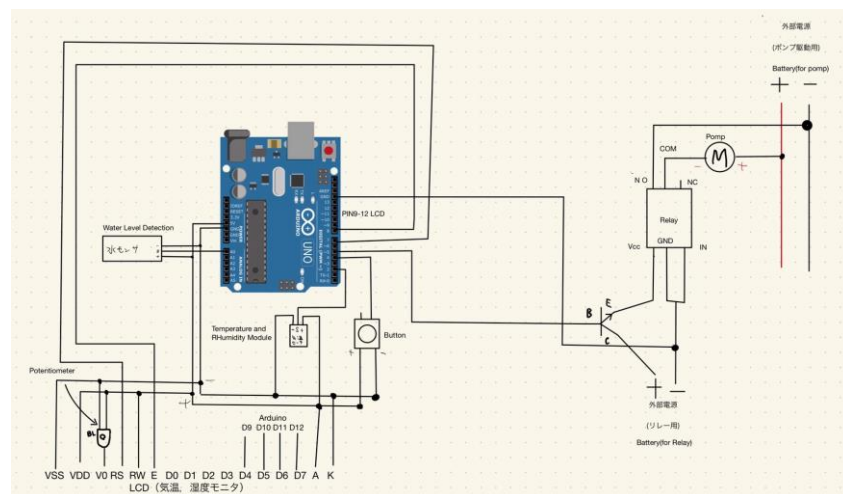 外部電源
(ポンプ駆動用)
Battery(for pomp)
+ −
Pomp
COM
M
− +
NO
NC
Relay
Vcc GND IN
PIN9-12 LCD
ARDUINO
UNO
Water Level Detection
水センサ
Temperature and
RHumidity Module
Button
+ −
E
B
C
+ −
外部電源
(リレー用)
Battery(for Relay)
Potentiometer
−
+
Arduino
D9 D10 D11 D12
VSS VDD V0 RS RW E D0 D1 D2 D3 D4 D5 D6 D7 A K
LCD（気温，湿度モニタ）